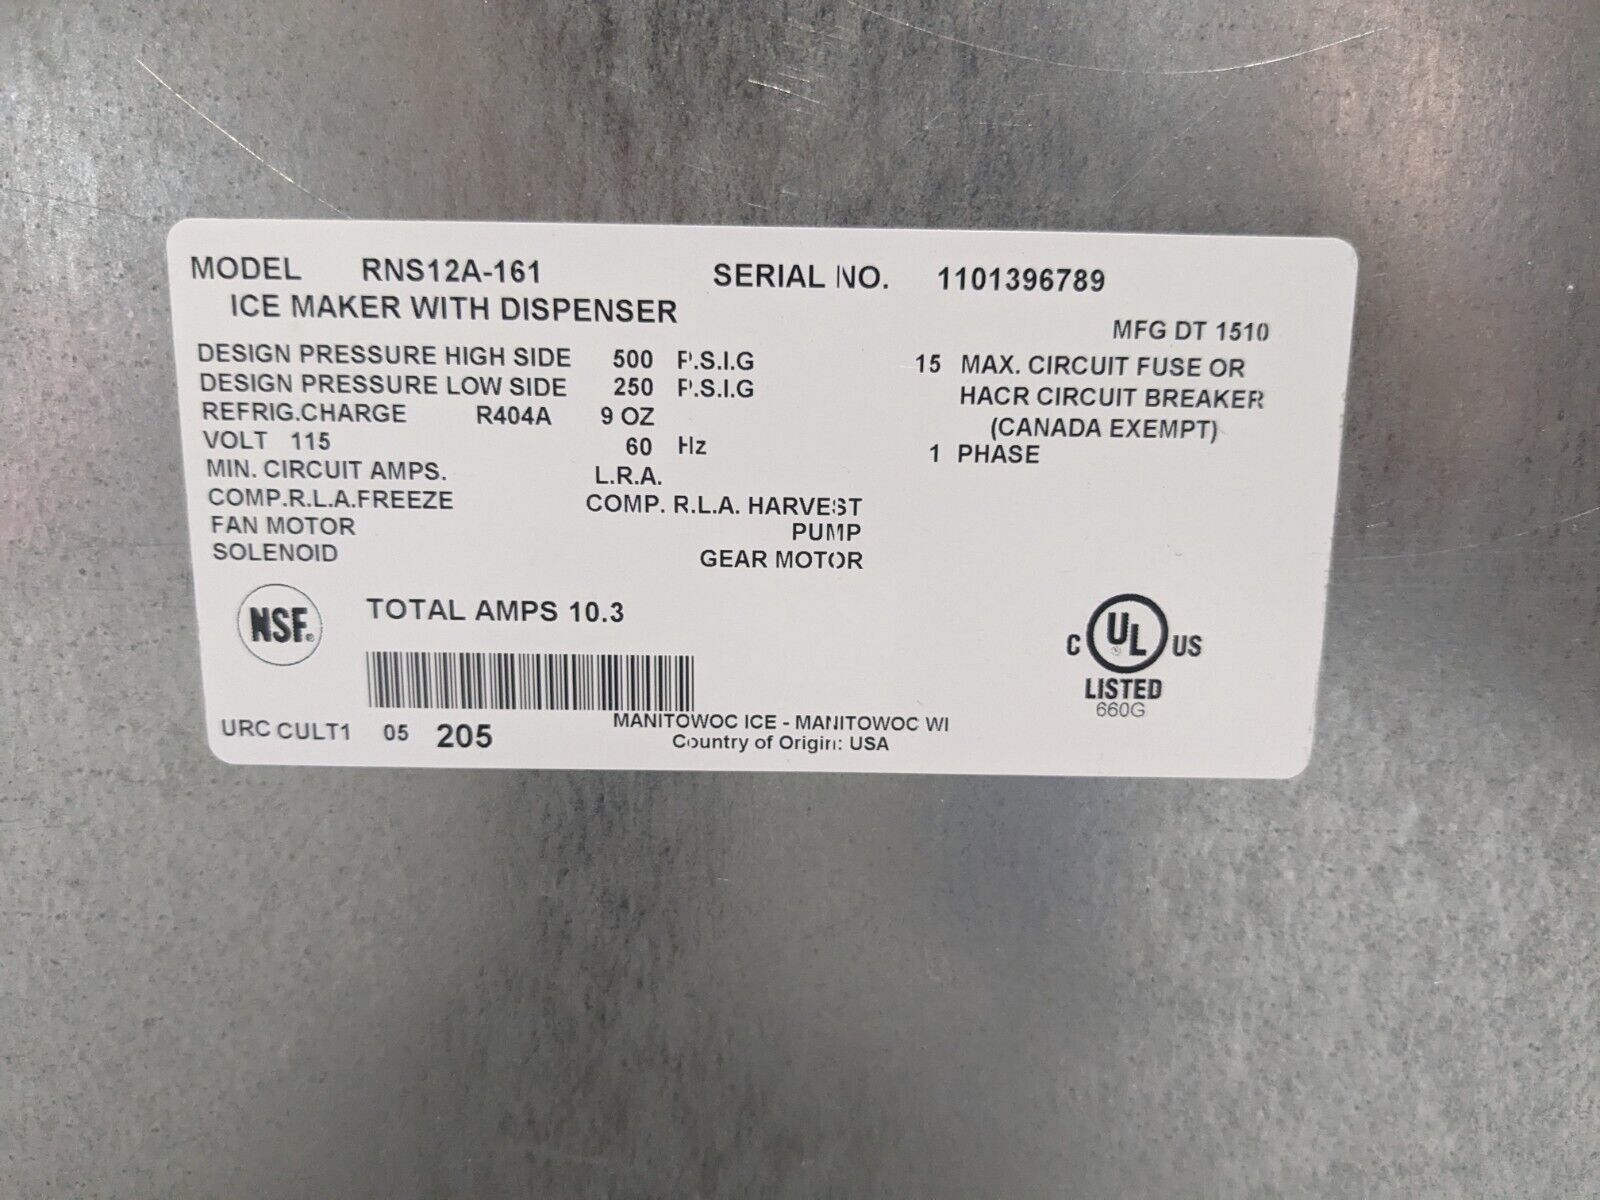 MODEL RNS12A-161 SERIAL NO. 1101396789
ICE MAKER WITH DISPENSER
MFG DT 1510
DESIGN PRESSURE HIGH SIDE 500 P.S.I.G 15 MAX. CIRCUIT FUSE OR
DESIGN PRESSURE LOW SIDE 250 P.S.I.G HACR CIRCUIT BREAKER
REFRIG.CHARGE R404A 9 OZ (CANADA EXEMPT)
VOLT 115 60 Hz 1 PHASE
MIN. CIRCUIT AMPS. L.R.A.
COMP.R.L.A.FREEZE COMP. R.L.A. HARVEST
FAN MOTOR PUMP
SOLENOID GEAR MOTOR
NSF® TOTAL AMPS 10.3
C UL® US
LISTED
660G
URC CULT1 05 205 MANITOWOC ICE - MANITOWOC WI
Country of Origin: USA